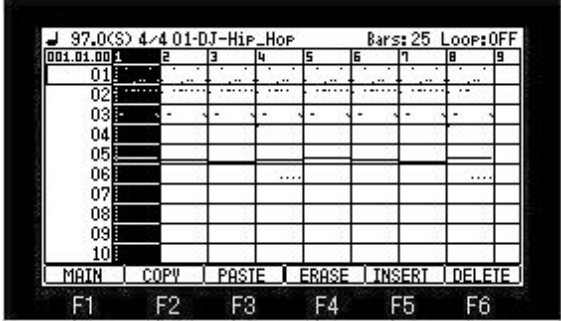 ♩ 97.0(S) 4/4 01-DJ-Hip_Hop Bars: 25 Loop:OFF
001.01.00 1 2 3 4 5 6 7 8 9
01
02
03
04
05
06
07
08
09
10
MAIN COPY PASTE ERASE INSERT DELETE
F1 F2 F3 F4 F5 F6